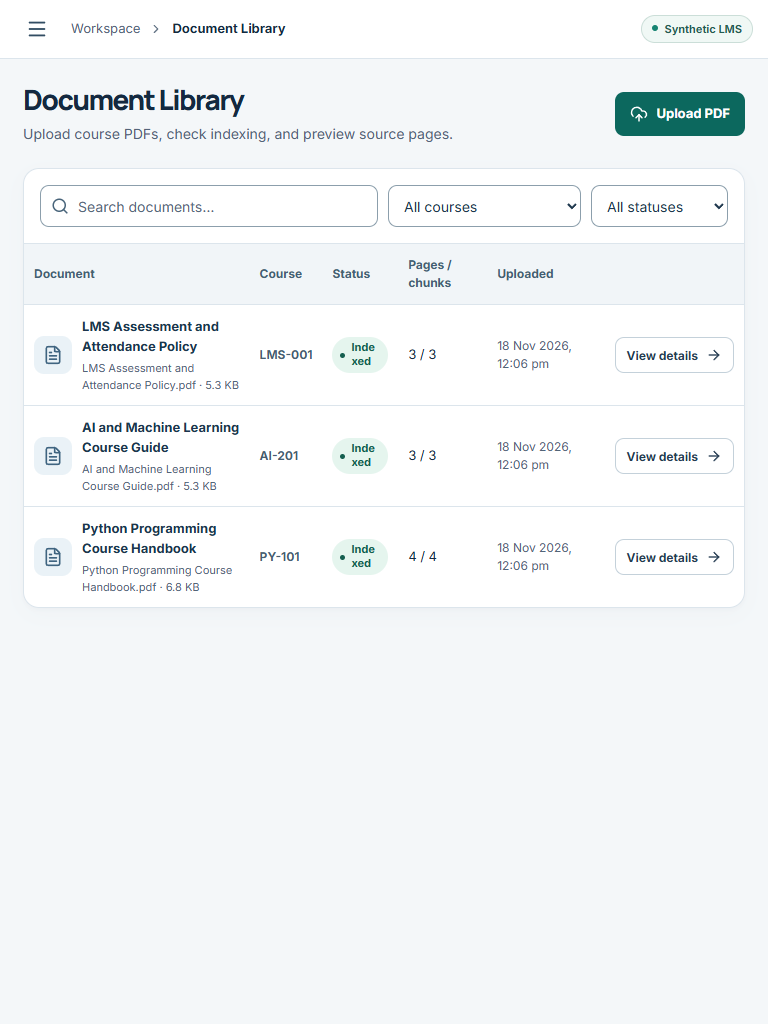 Workspace > Document Library
Synthetic LMS
Document Library
Upload PDF
Upload course PDFs, check indexing, and preview source pages.
Search documents...
All courses
All statuses
Document
Course
Status
Pages /
chunks
Uploaded
LMS Assessment and
Attendance Policy
LMS Assessment and
Attendance Policy.pdf · 5.3 KB
LMS-001
Inde
xed
3 / 3
18 Nov 2026,
12:06 pm
View details
AI and Machine Learning
Course Guide
AI and Machine Learning
Course Guide.pdf · 5.3 KB
AI-201
Inde
xed
3 / 3
18 Nov 2026,
12:06 pm
View details
Python Programming
Course Handbook
Python Programming Course
Handbook.pdf · 6.8 KB
PY-101
Inde
xed
4 / 4
18 Nov 2026,
12:06 pm
View details